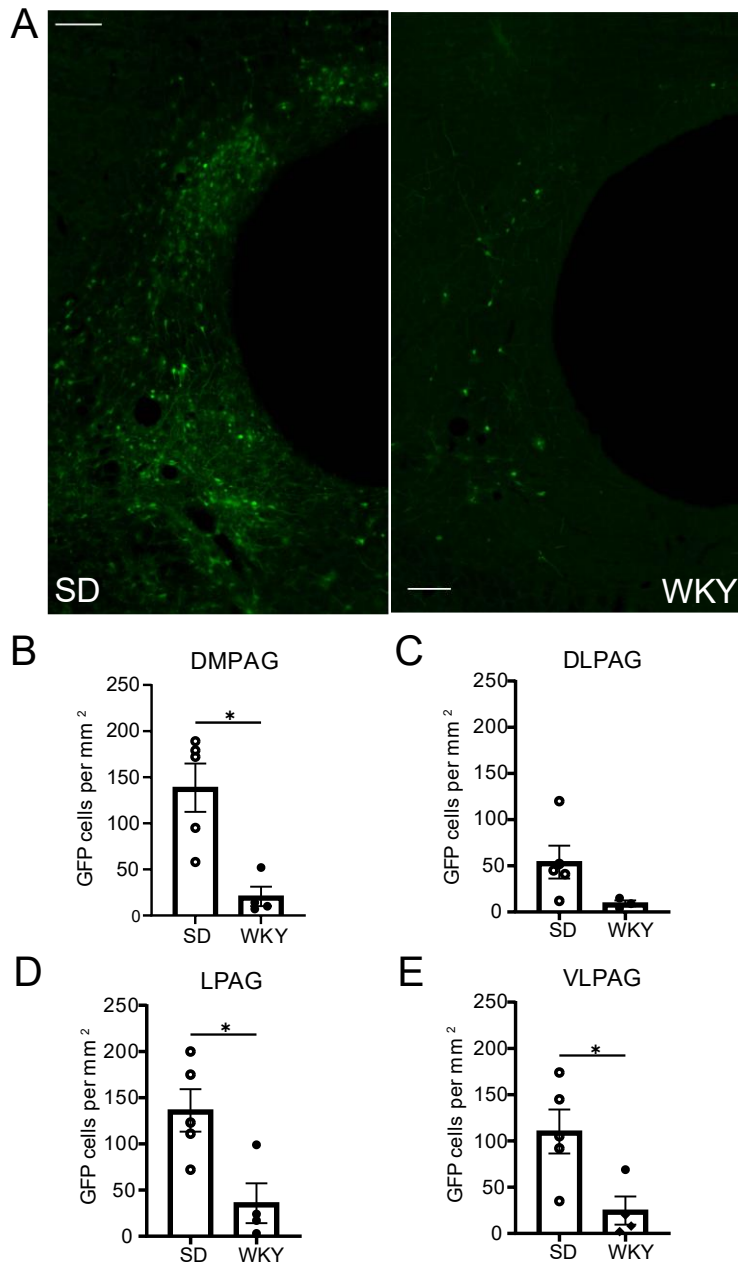 A
SD
WKY
B
DMPAG
GFP cells per mm 2
250
200
150
100
50
0
*
SD
WKY
C
DLPAG
GFP cells per mm 2
250
200
150
100
50
0
SD
WKY
D
LPAG
GFP cells per mm 2
250
200
150
100
50
0
*
SD
WKY
E
VLPAG
GFP cells per mm 2
250
200
150
100
50
0
*
SD
WKY